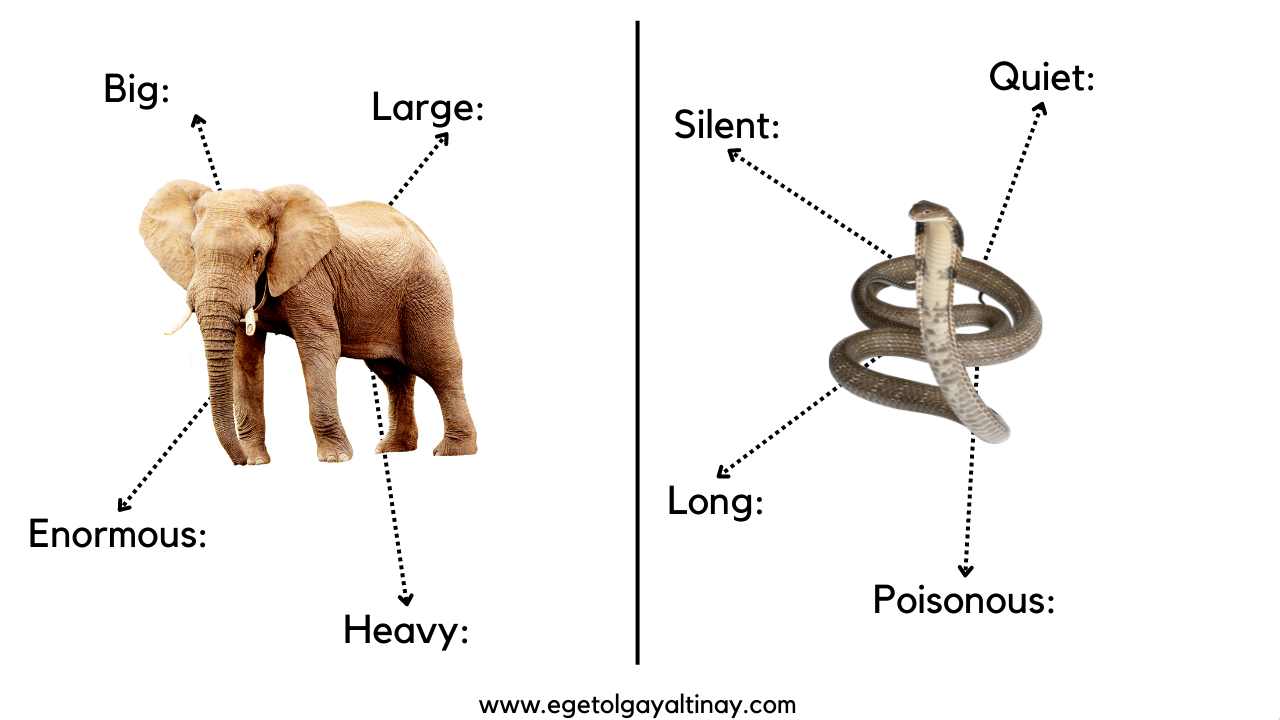 Big:
Large:
Enormous:
Heavy:
Quiet:
Silent:
Long:
Poisonous:
www.egetolgayaltinay.com